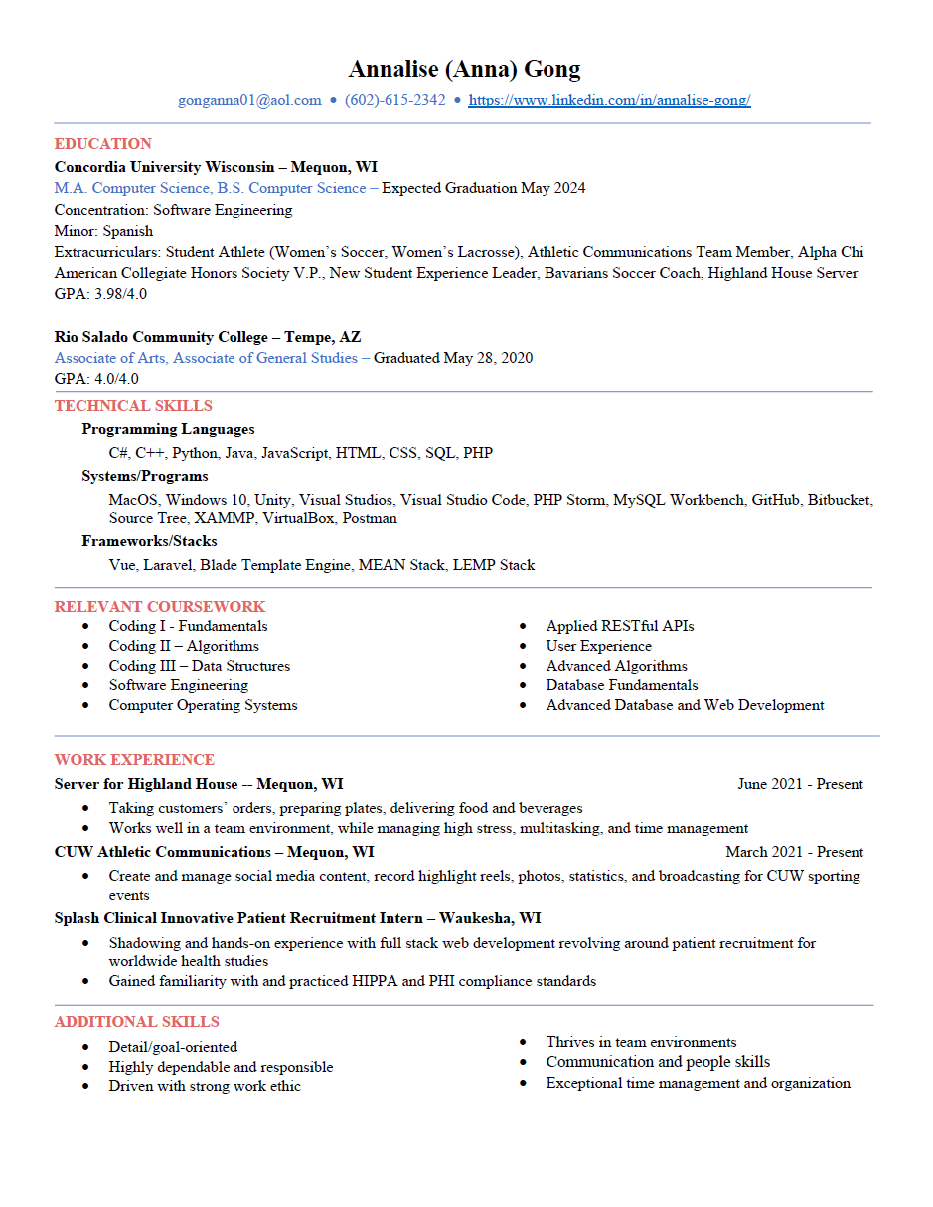 Annalise (Anna) Gong
gonganna01@aol.com • (602)-615-2342 • https://www.linkedin.com/in/annalise-gong/
EDUCATION
Concordia University Wisconsin – Mequon, WI
M.A. Computer Science, B.S. Computer Science – Expected Graduation May 2024
Concentration: Software Engineering
Minor: Spanish
Extracurriculars: Student Athlete (Women's Soccer, Women's Lacrosse), Athletic Communications Team Member, Alpha Chi
American Collegiate Honors Society V.P., New Student Experience Leader, Bavarians Soccer Coach, Highland House Server
GPA: 3.98/4.0
Rio Salado Community College – Tempe, AZ
Associate of Arts, Associate of General Studies – Graduated May 28, 2020
GPA: 4.0/4.0
TECHNICAL SKILLS
Programming Languages
C#, C++, Python, Java, JavaScript, HTML, CSS, SQL, PHP
Systems/Programs
MacOS, Windows 10, Unity, Visual Studios, Visual Studio Code, PHP Storm, MySQL Workbench, GitHub, Bitbucket,
Source Tree, XAMMP, VirtualBox, Postman
Frameworks/Stacks
Vue, Laravel, Blade Template Engine, MEAN Stack, LEMP Stack
RELEVANT COURSEWORK
• Coding I - Fundamentals
• Coding II – Algorithms
• Coding III – Data Structures
• Software Engineering
• Computer Operating Systems
• Applied RESTful APIs
• User Experience
• Advanced Algorithms
• Database Fundamentals
• Advanced Database and Web Development
WORK EXPERIENCE
Server for Highland House -- Mequon, WI June 2021 - Present
• Taking customers' orders, preparing plates, delivering food and beverages
• Works well in a team environment, while managing high stress, multitasking, and time management
CUW Athletic Communications – Mequon, WI March 2021 - Present
• Create and manage social media content, record highlight reels, photos, statistics, and broadcasting for CUW sporting
events
Splash Clinical Innovative Patient Recruitment Intern – Waukesha, WI
• Shadowing and hands-on experience with full stack web development revolving around patient recruitment for
worldwide health studies
• Gained familiarity with and practiced HIPPA and PHI compliance standards
ADDITIONAL SKILLS
• Detail/goal-oriented
• Highly dependable and responsible
• Driven with strong work ethic
• Thrives in team environments
• Communication and people skills
• Exceptional time management and organization